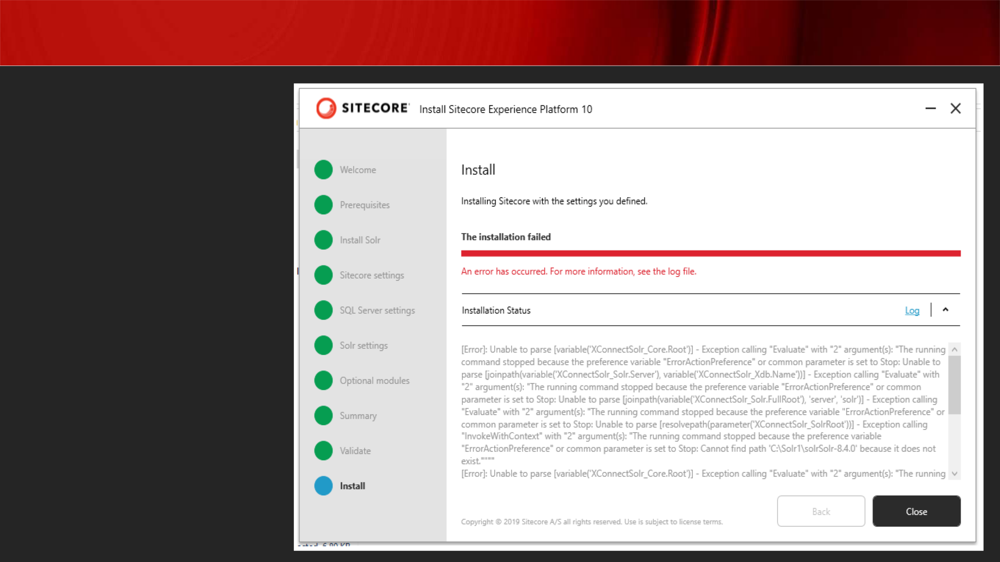 SITECORE Install Sitecore Experience Platform 10
Welcome
Prerequisites
Install Solr
Sitecore settings
SQL Server settings
Solr settings
Optional modules
Summary
Validate
Install
Install
Installing Sitecore with the settings you defined.
The installation failed
An error has occurred. For more information, see the log file.
Installation Status
Log
[Error]: Unable to parse [variable('XConnectSolr_Core.Root')] - Exception calling "Evaluate" with "2" argument(s): "The running
command stopped because the preference variable "ErrorActionPreference" or common parameter is set to Stop: Unable to
parse [joinpath(variable('XConnectSolr_Solr.Server'), variable('XConnectSolr_Xdb.Name'))] - Exception calling "Evaluate" with
"2" argument(s): "The running command stopped because the preference variable "ErrorActionPreference" or common
parameter is set to Stop: Unable to parse [joinpath(variable('XConnectSolr_Solr.FullRoot'), 'server', 'solr')] - Exception calling
"Evaluate" with "2" argument(s): "The running command stopped because the preference variable "ErrorActionPreference" or
common parameter is set to Stop: Unable to parse [resolvepath(parameter('XConnectSolr_SolrRoot'))] - Exception calling
"InvokeWithContext" with "2" argument(s): "The running command stopped because the preference variable
"ErrorActionPreference" or common parameter is set to Stop: Cannot find path 'C:\Solr1\solrSolr-8.4.0' because it does not
exist.""""
[Error]: Unable to parse [variable('XConnectSolr_Core.Root')] - Exception calling "Evaluate" with "2" argument(s): "The running
Back
Close
Copyright © 2019 Sitecore A/S all rights reserved. Use is subject to license terms.